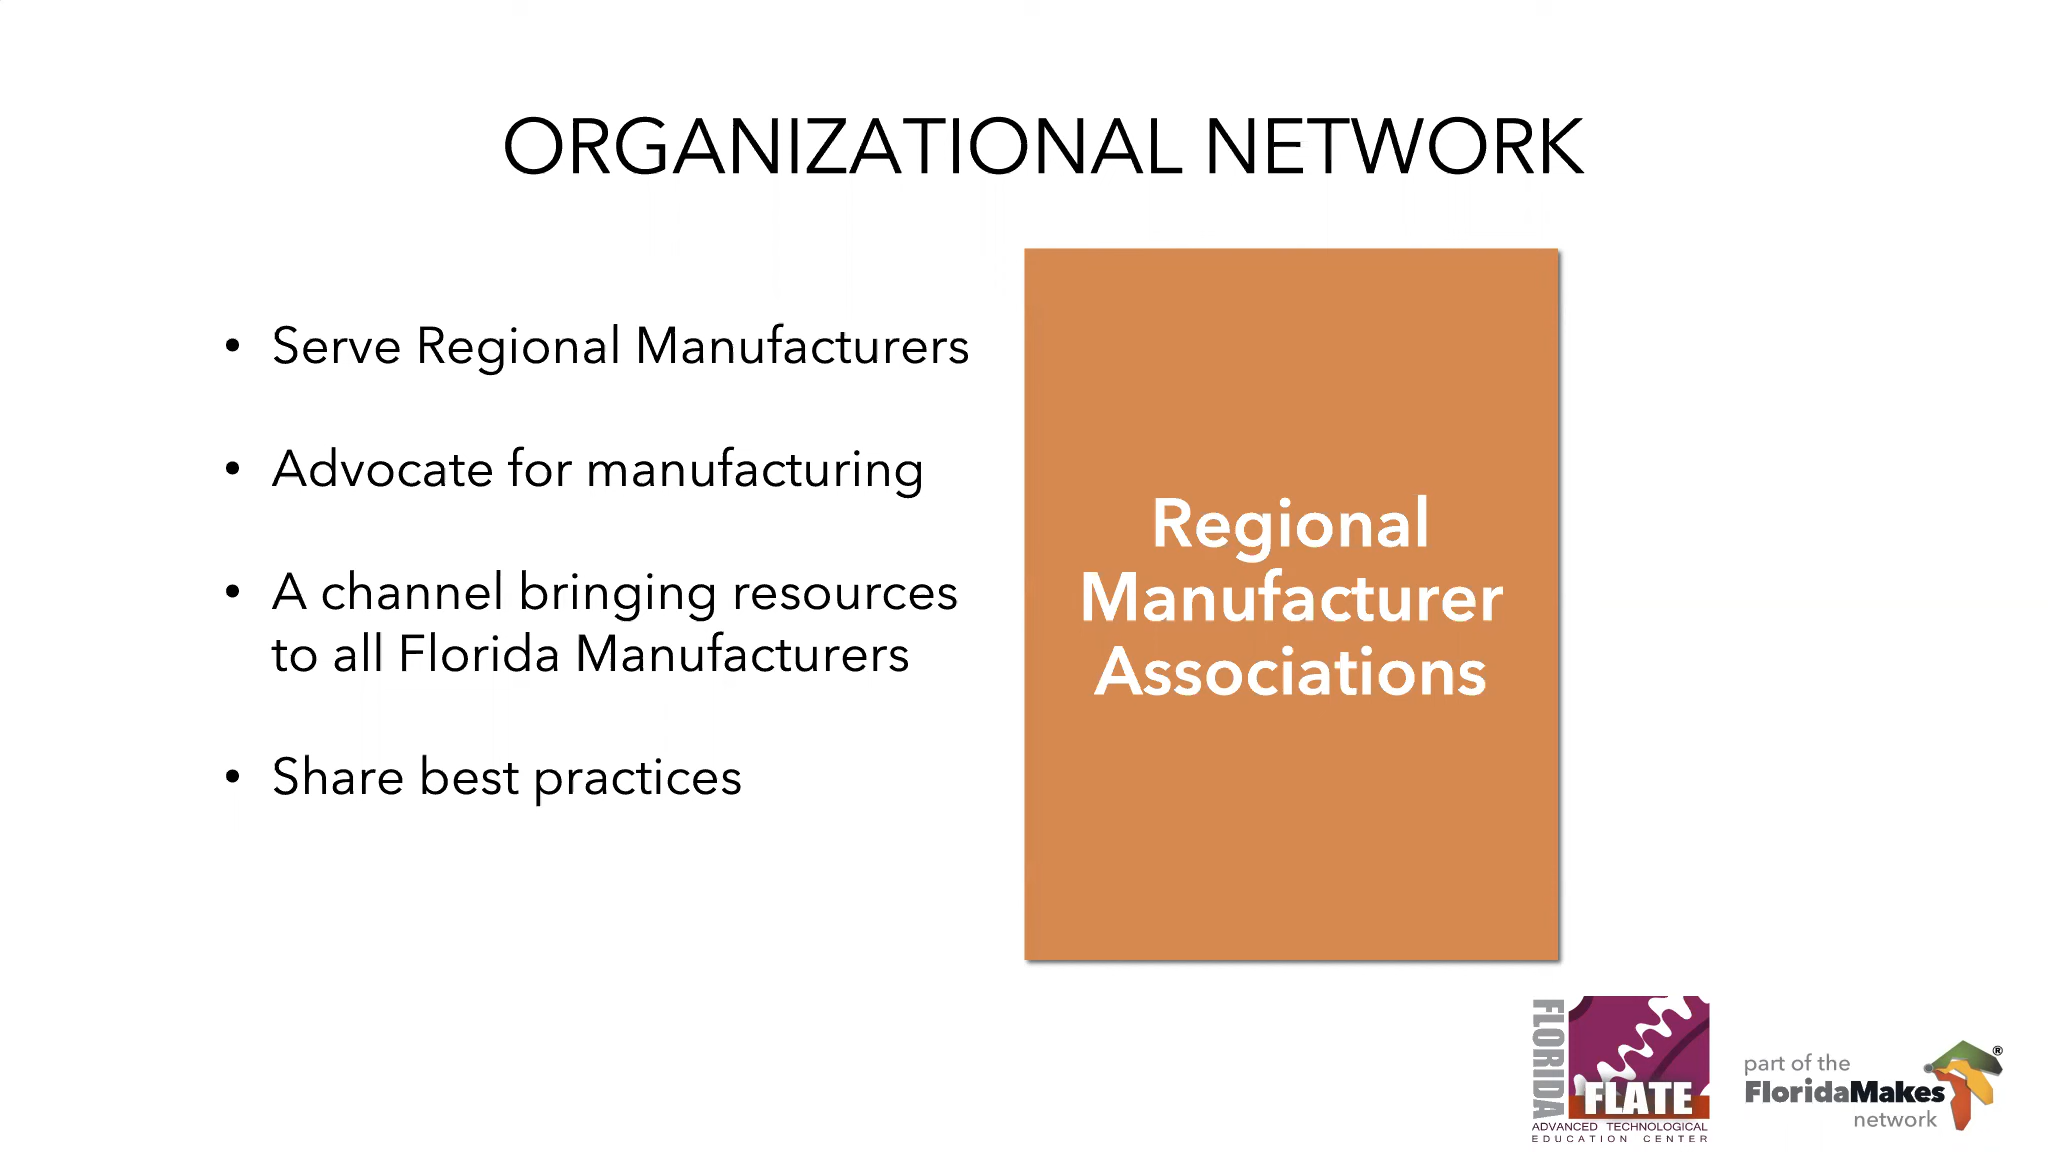 ORGANIZATIONAL NETWORK
• Serve Regional Manufacturers
• Advocate for manufacturing
• A channel bringing resources
to all Florida Manufacturers
• Share best practices
Regional
Manufacturer
Associations
FLORIDA
FLATE
ADVANCED TECHNOLOGICAL
EDUCATION CENTER
part of the
FloridaMakes®
network